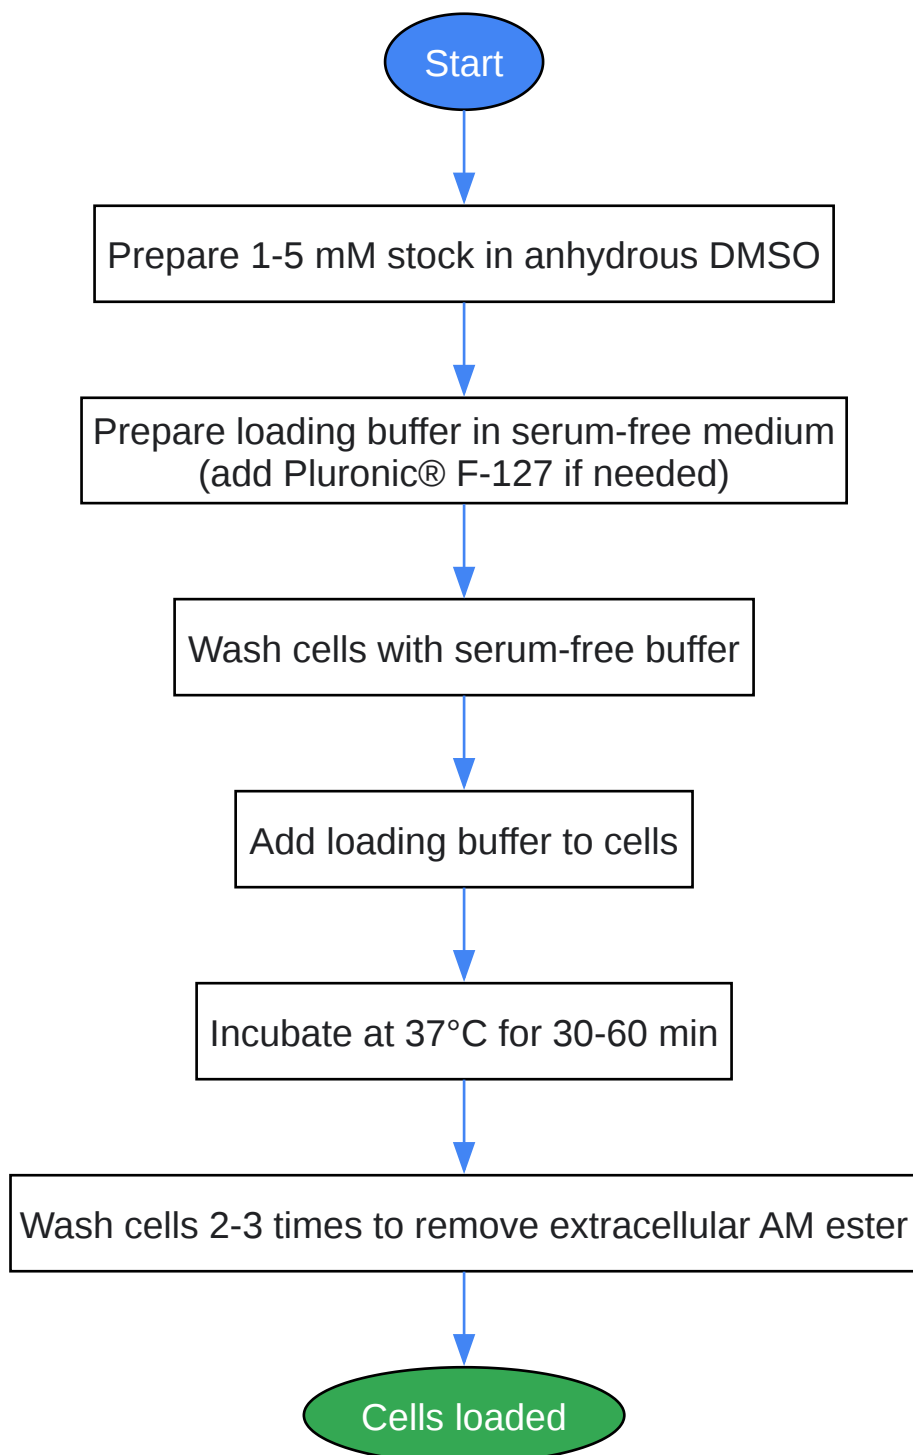 Start
Prepare 1-5 mM stock in anhydrous DMSO
Prepare loading buffer in serum-free medium
(add Pluronic® F-127 if needed)
Wash cells with serum-free buffer
Add loading buffer to cells
Incubate at 37°C for 30-60 min
Wash cells 2-3 times to remove extracellular AM ester
Cells loaded